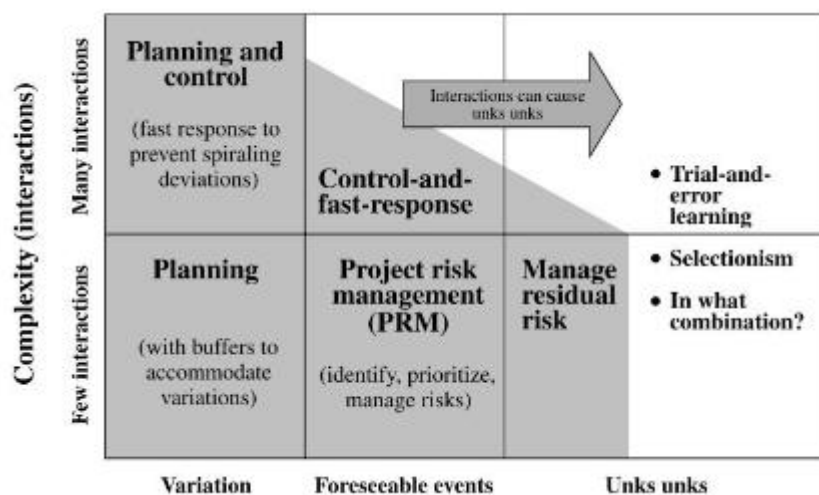 Complexity (interactions)
Many interactions
Few interactions
Planning and
control
(fast response to
prevent spiraling
deviations)
Interactions can cause
unks unks
Control-and-
fast-response
• Trial-and-
error
learning
Planning
(with buffers to
accommodate
variations)
Project risk
management
(PRM)
(identify, prioritize,
manage risks)
Manage
residual
risk
• Selectionism
• In what
combination?
Variation
Foreseeable events
Unks unks